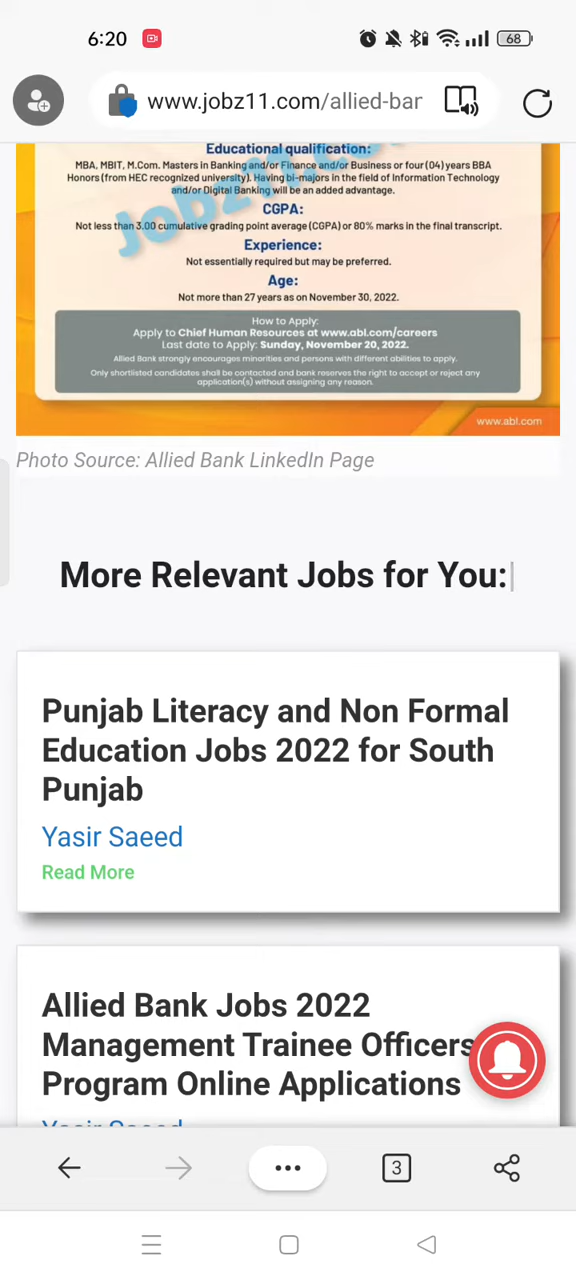 6:20
68
www.jobz11.com/allied-bar
Educational qualification:
MBA, MBIT, M.Com. Masters in Banking and/or Finance and/or Business or four (04) years BBA
Honors (from HEC recognized university). Having bi-majors in the field of Information Technology
and/or Digital Banking will be an added advantage.
Jobz11.com
CGPA:
Not less than 3.00 cumulative grading point average (CGPA) or 80% marks in the final transcript.
Experience:
Not essentially required but may be preferred.
Age:
Not more than 27 years as on November 30, 2022.
How to Apply:
Apply to Chief Human Resources at www.abl.com/careers
Last date to Apply: Sunday, November 20, 2022.
Allied Bank strongly encourages minorities and persons with different abilities to apply.
Only shortlisted candidates shall be contacted and bank reserves the right to accept or reject any
application(s) without assigning any reason.
www.abl.com
Photo Source: Allied Bank LinkedIn Page
More Relevant Jobs for You:
Punjab Literacy and Non Formal
Education Jobs 2022 for South
Punjab
Yasir Saeed
Read More
Allied Bank Jobs 2022
Management Trainee Officers
Program Online Applications
Yasir Saeed
3